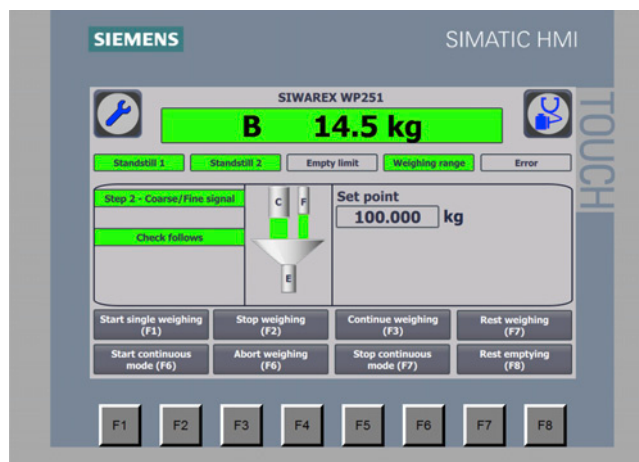 SIEMENS
SIMATIC HMI
TOUCH
SIWAREX WP251
B 14.5 kg
Standstill 1
Standstill 2
Empty limit
Weighing range
Error
Step 2 - Coarse/Fine signal
Check follows
C
F
E
Set point
100.000 kg
Start single weighing
(F1)
Stop weighing
(F2)
Continue weighing
(F3)
Rest weighing
(F7)
Start continuous
mode (F6)
Abort weighing
(F6)
Stop continuous
mode (F7)
Rest emptying
(F8)
F1
F2
F3
F4
F5
F6
F7
F8